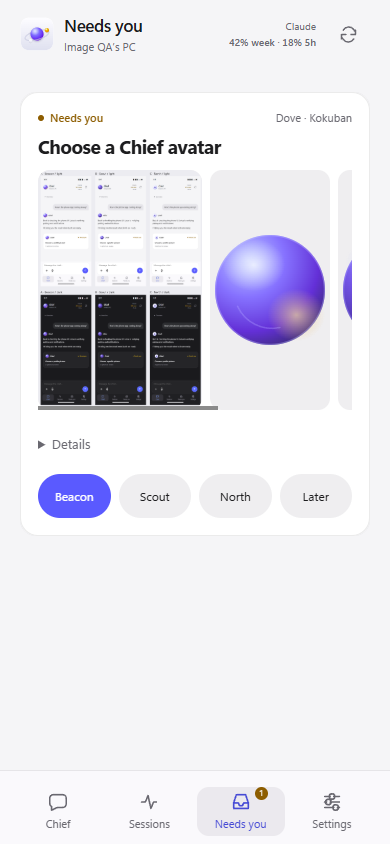 Needs you
Image QA's PC
Claude
42% week · 18% 5h
Needs you
Dove · Kokuban
Choose a Chief avatar
Details
Beacon
Scout
North
Later
Chief
Sessions
1
Needs you
Settings